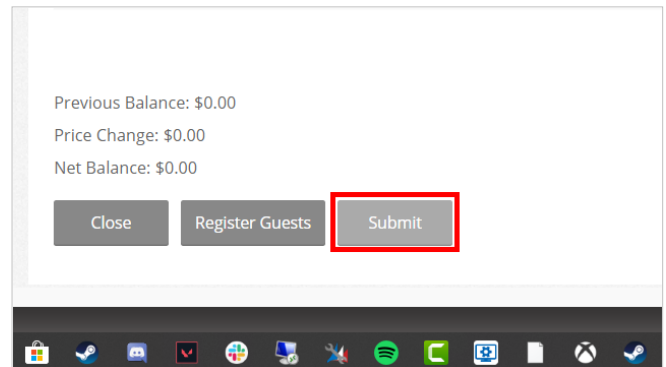 Previous Balance: $0.00
Price Change: $0.00
Net Balance: $0.00
Close Register Guests Submit